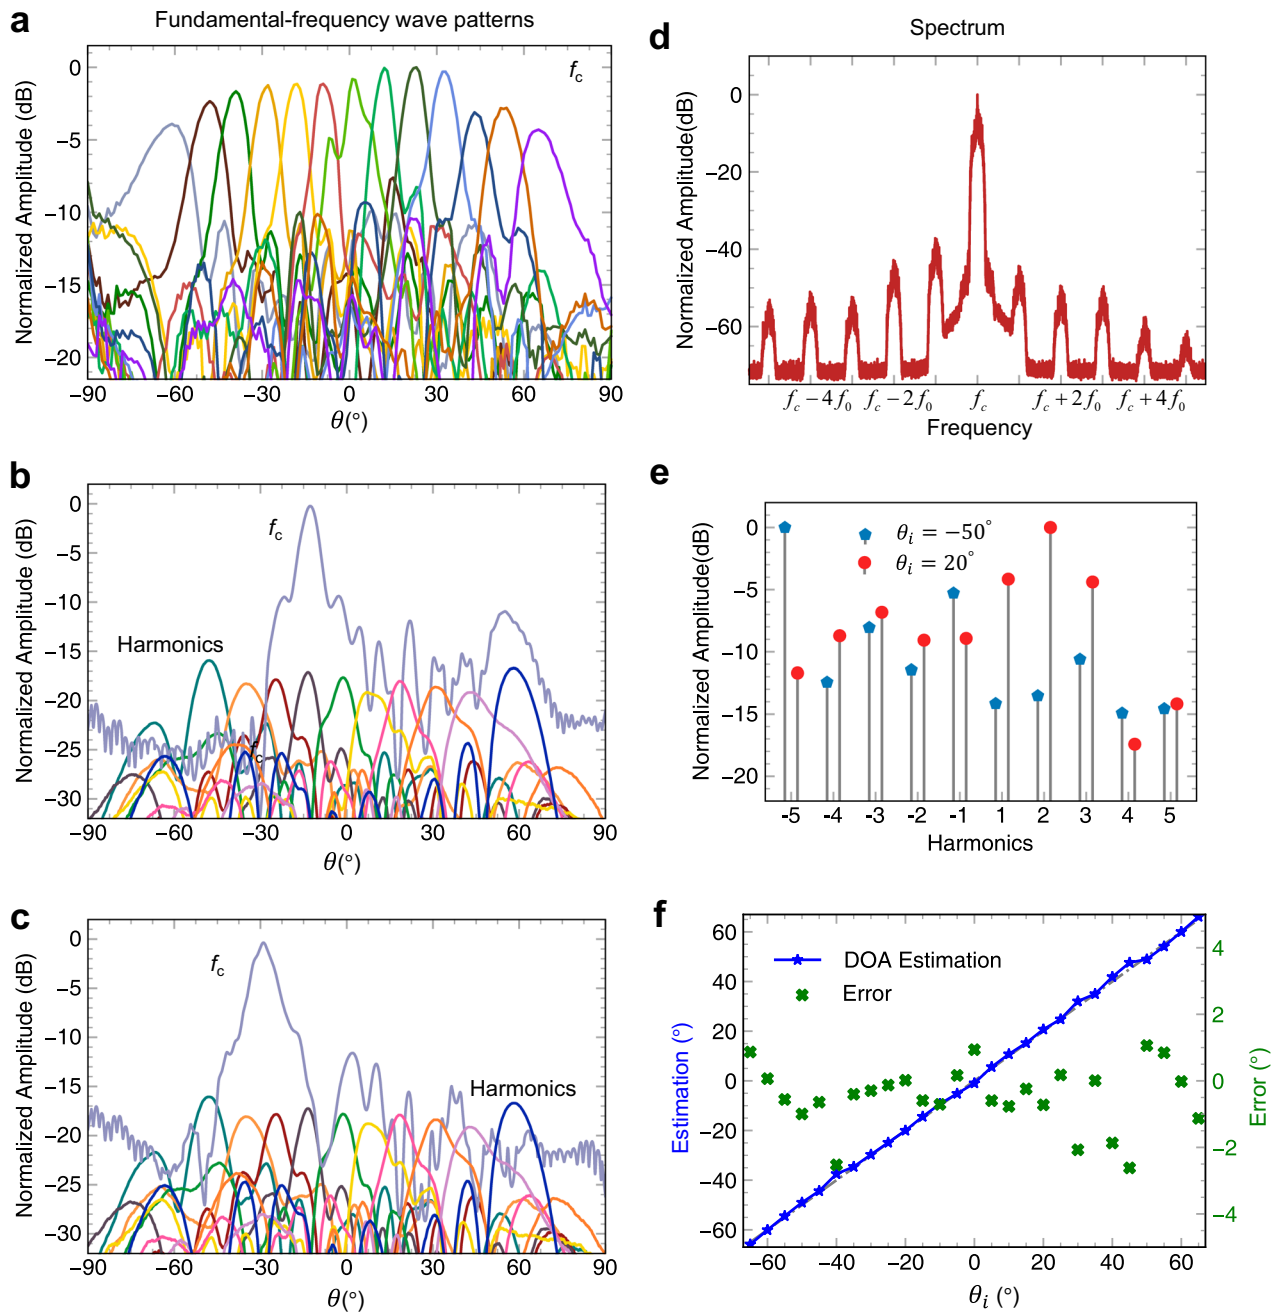 a
Fundamental-frequency wave patterns
Normalized Amplitude (dB)
0
−5
−10
−15
−20
f_c
−90 −60 −30 0 30 60 90
θ(°)
b
Normalized Amplitude (dB)
0
−5
−10
−15
−20
−25
−30
f_c
Harmonics
f_c
−90 −60 −30 0 30 60 90
θ(°)
c
Normalized Amplitude (dB)
0
−5
−10
−15
−20
−25
−30
f_c
Harmonics
−90 −60 −30 0 30 60 90
θ(°)
d
Spectrum
Normalized Amplitude(dB)
0
−20
−40
−60
f_c − 4f_0 f_c − 2f_0 f_c f_c + 2f_0 f_c + 4f_0
Frequency
e
Normalized Amplitude(dB)
0
−5
−10
−15
−20
θ_i = −50°
θ_i = 20°
-5 -4 -3 -2 -1 1 2 3 4 5
Harmonics
f
Estimation (°)
60
40
20
0
−20
−40
−60
DOA Estimation
Error
4
2
0
−2
−4
Error (°)
−60 −40 −20 0 20 40 60
θ_i (°)